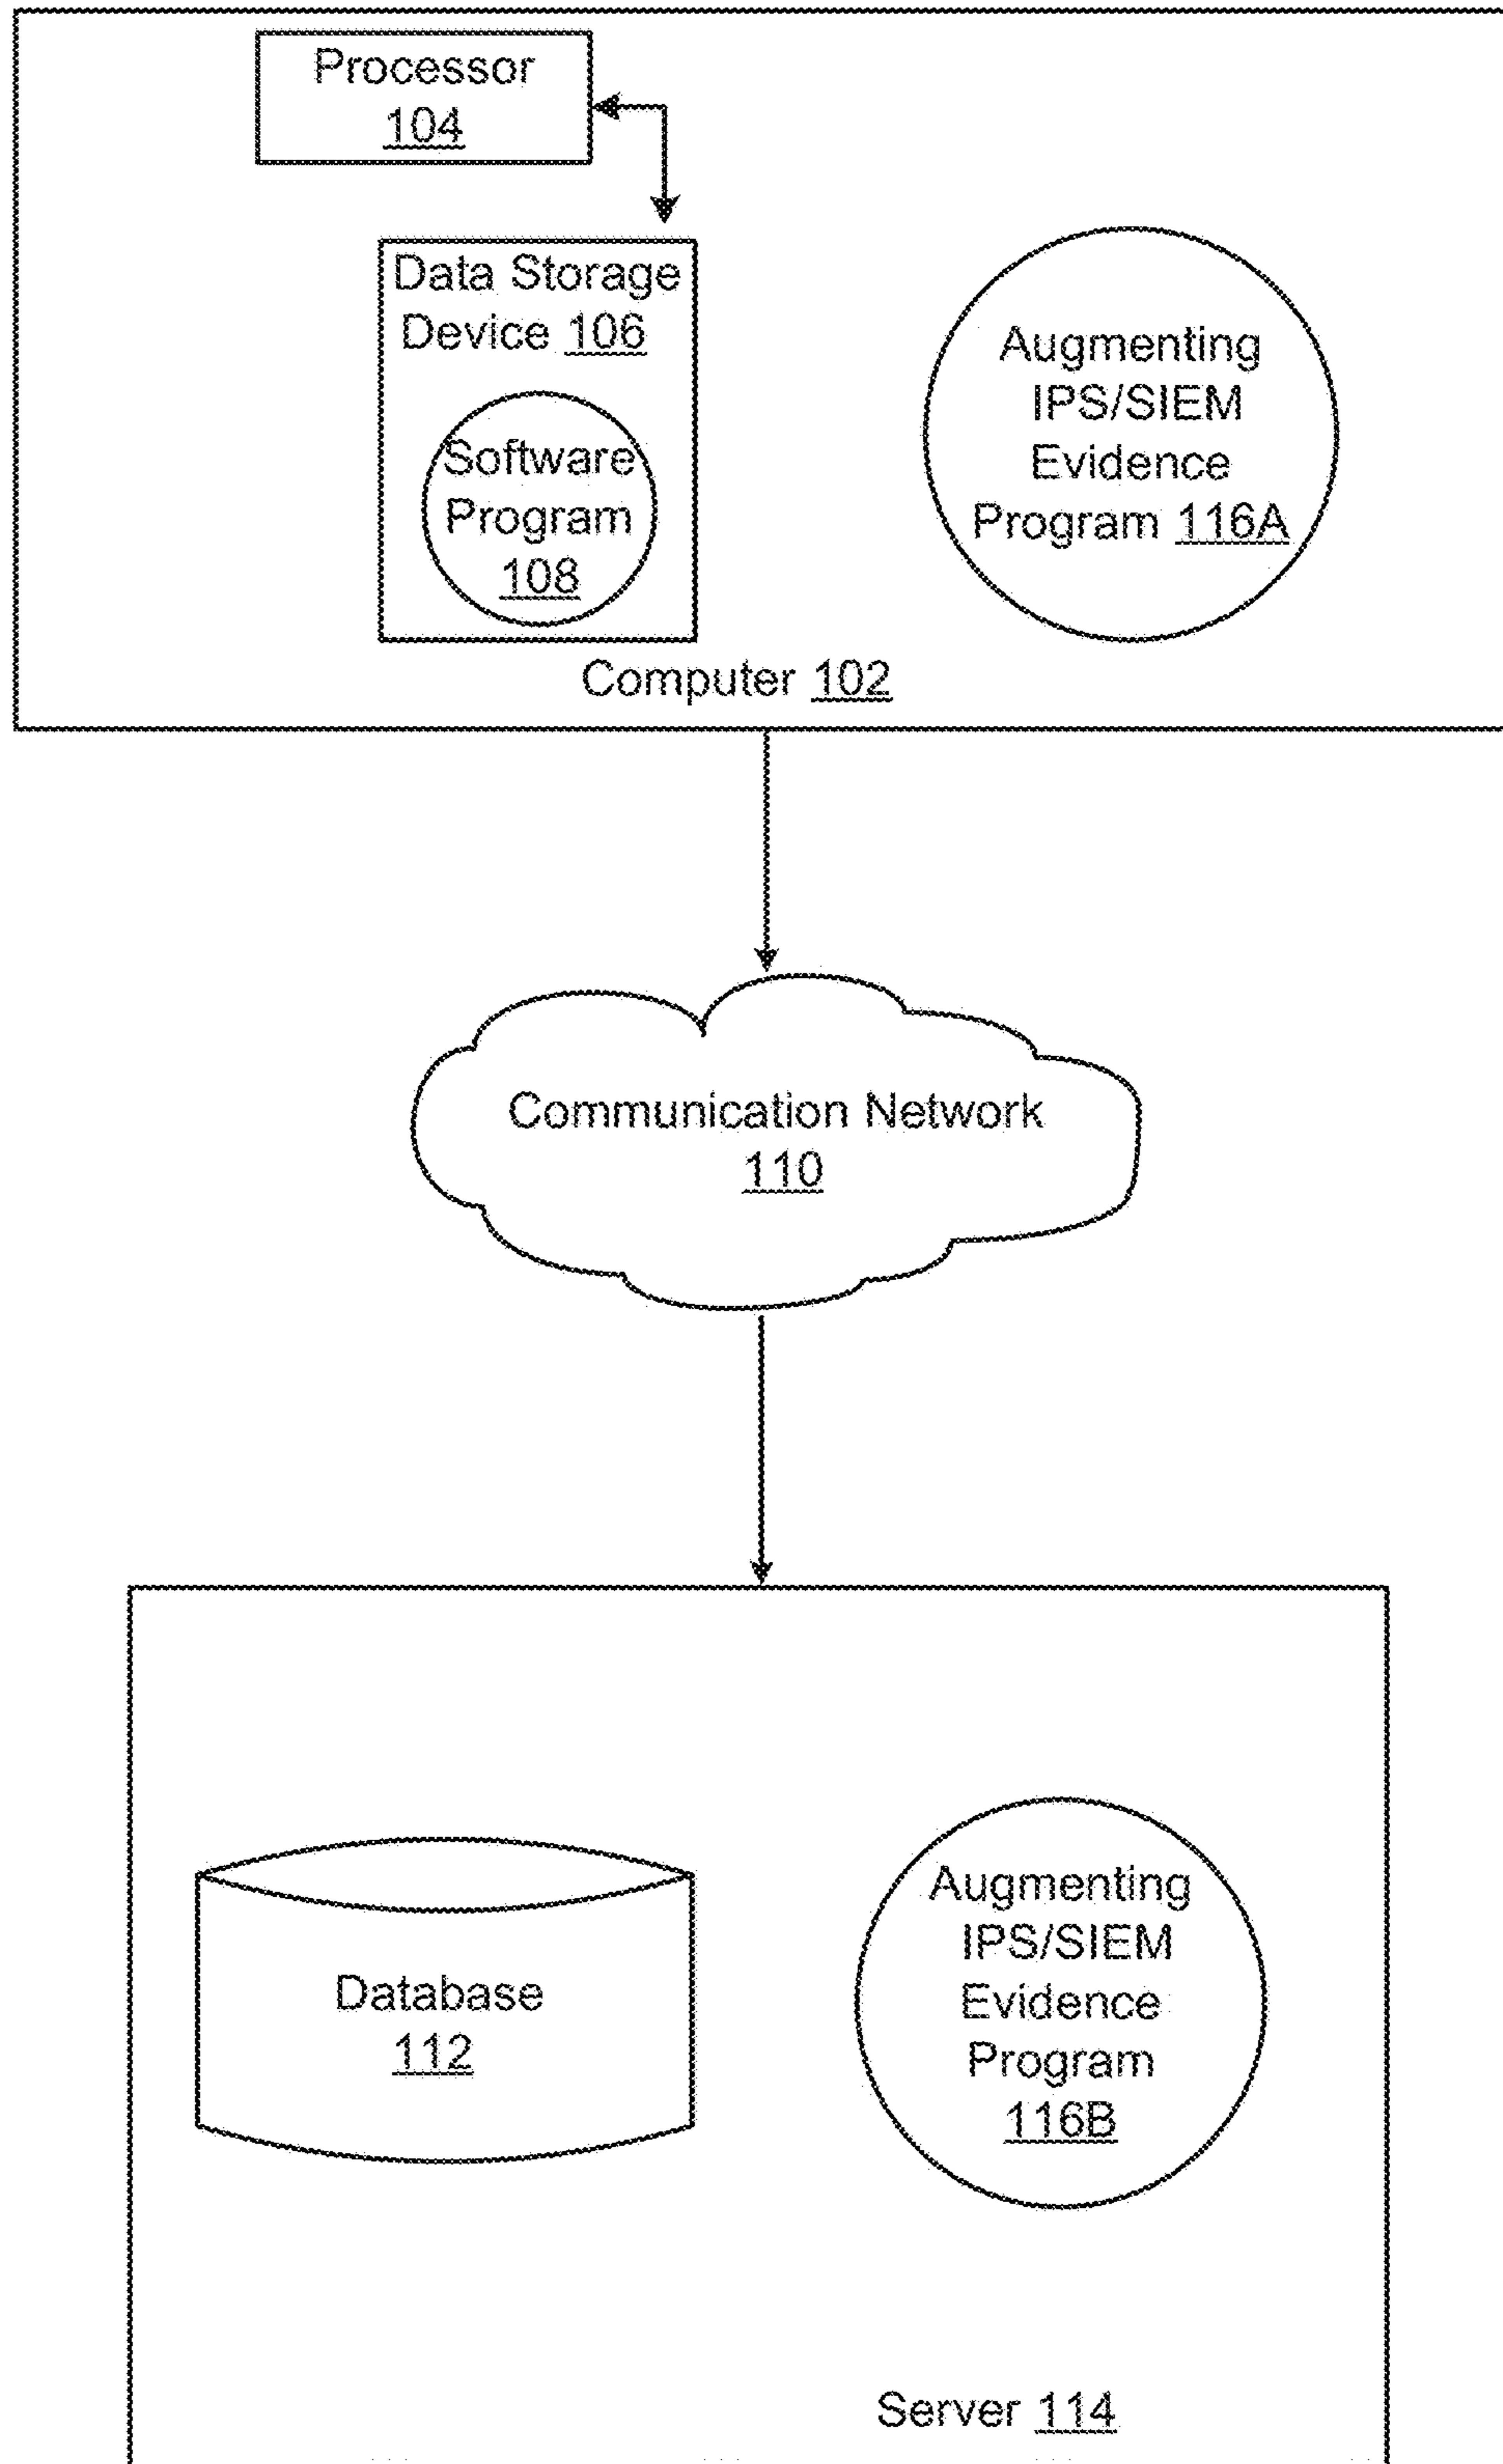 Processor
104
Data Storage
Device 106
Software
Program
108
Augmenting
IPS/SIEM
Evidence
Program 116A
Computer 102
Communication Network
110
Database
112
Augmenting
IPS/SIEM
Evidence
Program
116B
Server 114